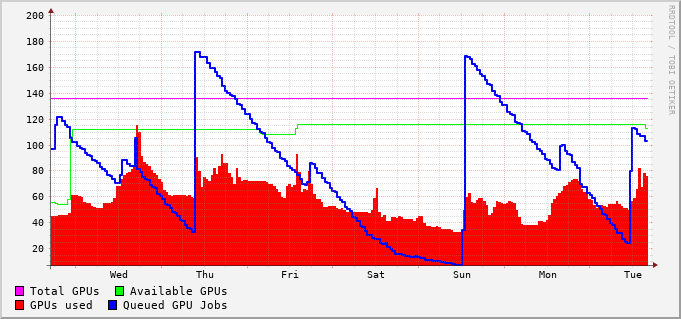 200
180
160
140
120
100
80
60
40
20
Wed Thu Fri Sat Sun Mon Tue
Total GPUs Available GPUs
GPUs used Queued GPU Jobs
RRDTOOL / TOBI OETIKER